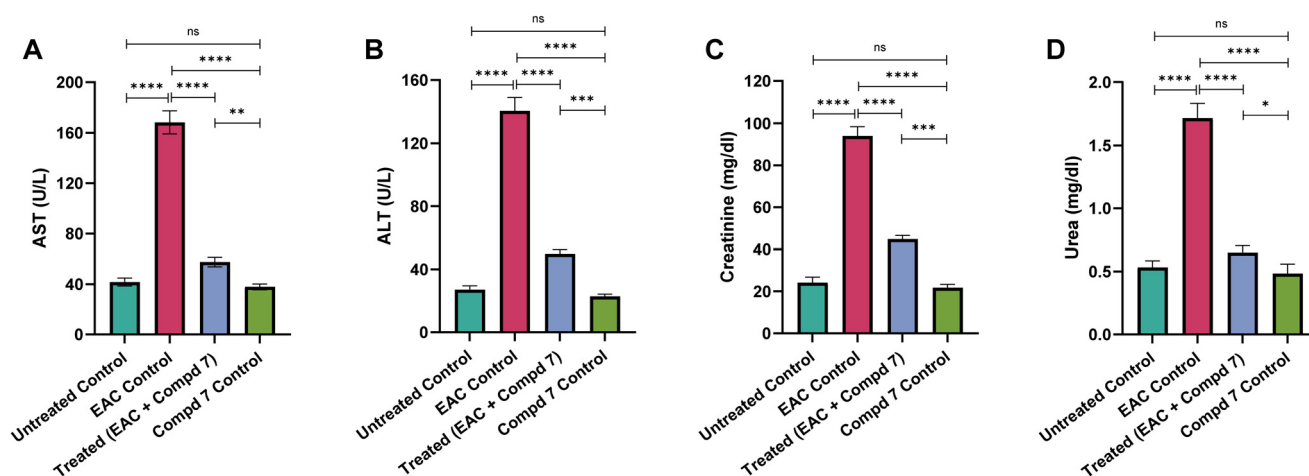 A
ns
****
**** ****
**
200
160
120
80
40
0
AST (U/L)
Untreated Control
EAC Control
Treated (EAC + Compd 7)
Compd 7 Control
B
ns
****
**** ****
***
160
120
80
40
0
ALT (U/L)
Untreated Control
EAC Control
Treated (EAC + Compd 7)
Compd 7 Control
C
ns
****
**** ****
***
120
100
80
60
40
20
0
Creatinine (mg/dl)
Untreated Control
EAC Control
Treated (EAC + Compd 7)
Compd 7 Control
D
ns
****
**** ****
*
2.0
1.5
1.0
0.5
0.0
Urea (mg/dl)
Untreated Control
EAC Control
Treated (EAC + Compd 7)
Compd 7 Control